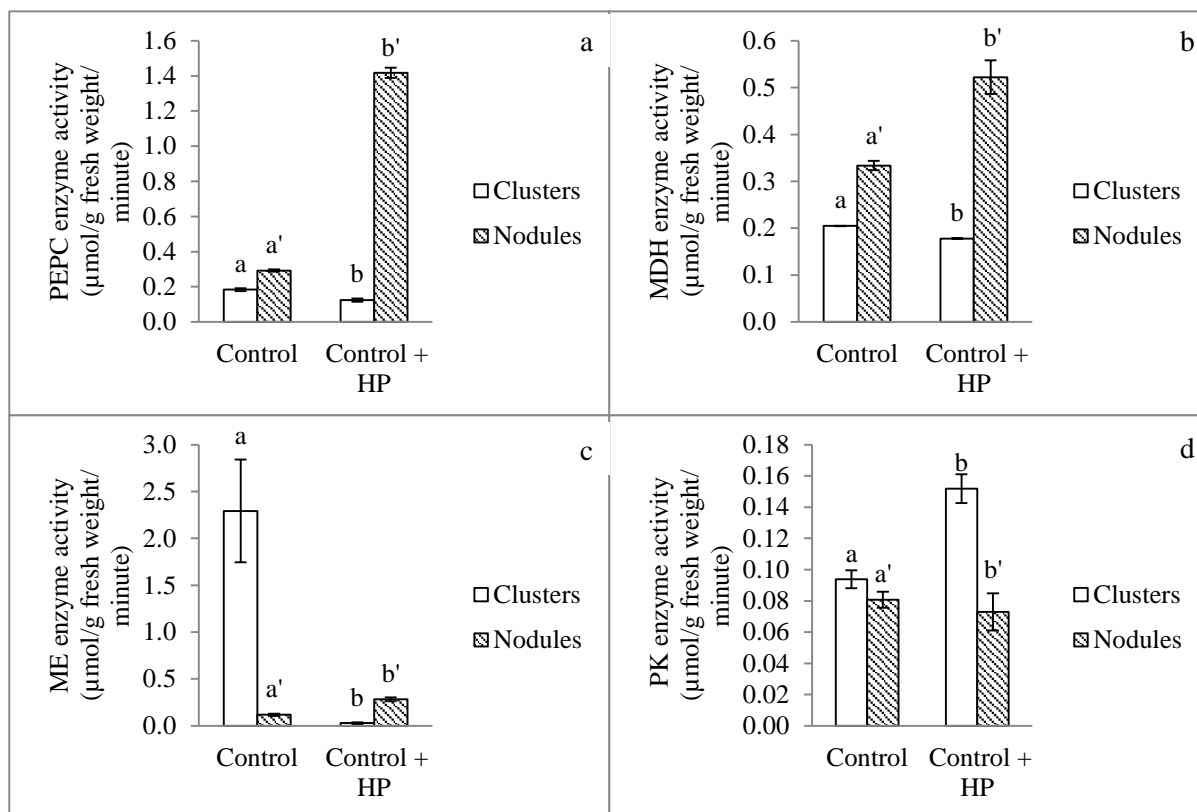 a
PEPC enzyme activity
(µmol/g fresh weight/
minute)
1.6
1.4
1.2
1.0
0.8
0.6
0.4
0.2
0.0
a
a'
b
b'
Control
Control +
HP
Clusters
Nodules
b
MDH enzyme activity
(µmol/g fresh weight/
minute)
0.6
0.5
0.4
0.3
0.2
0.1
0.0
a
a'
b
b'
Control
Control +
HP
Clusters
Nodules
c
ME enzyme activity
(µmol/g fresh weight/
minute)
3.0
2.5
2.0
1.5
1.0
0.5
0.0
a
a'
b
b'
Control
Control +
HP
Clusters
Nodules
d
PK enzyme activity
(µmol/g fresh weight/
minute)
0.18
0.16
0.14
0.12
0.10
0.08
0.06
0.04
0.02
0.00
a
a'
b
b'
Control
Control +
HP
Clusters
Nodules